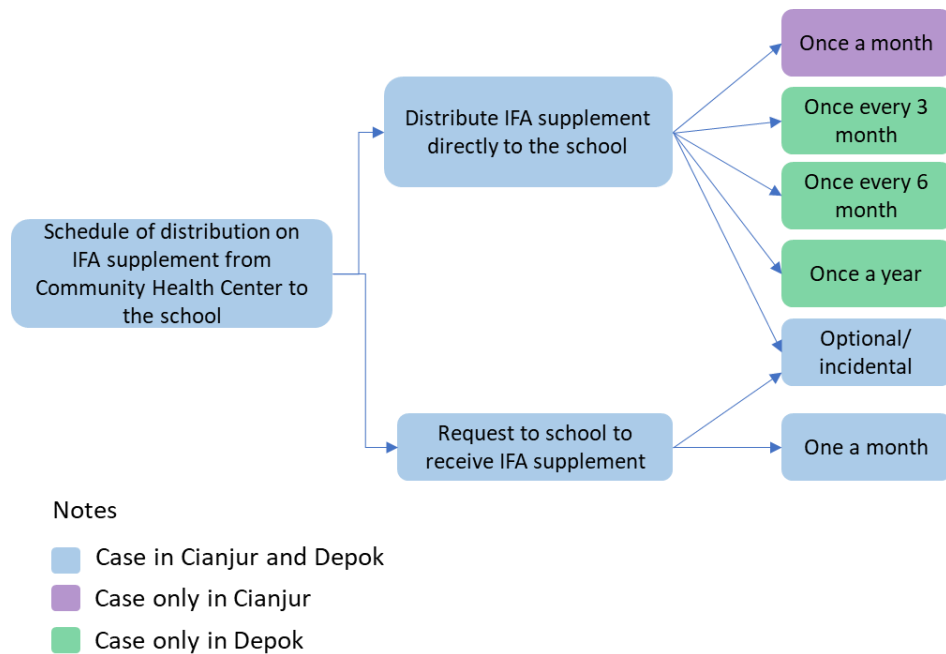 Once a month
Distribute IFA supplement
directly to the school
Once every 3
month
Once every 6
month
Schedule of distribution on
IFA supplement from
Community Health Center to
the school
Once a year
Optional/
incidental
Request to school to
receive IFA supplement
One a month
Notes
Case in Cianjur and Depok
Case only in Cianjur
Case only in Depok